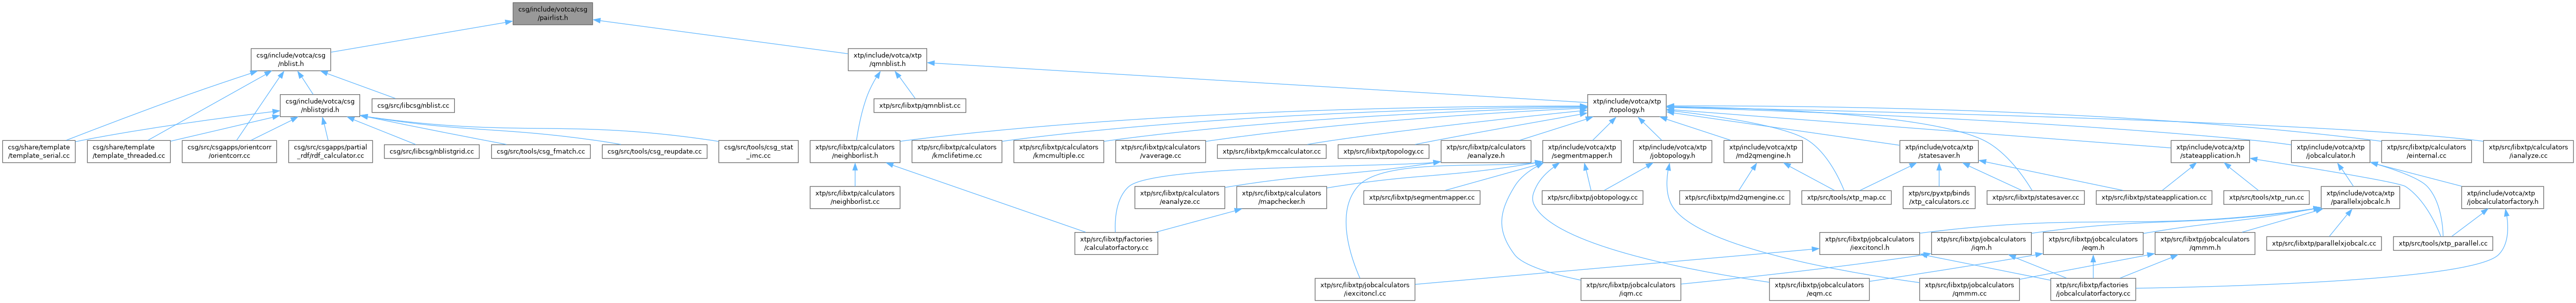 csg/include/votca/csg
/pairlist.h
csg/include/votca/csg
/nblist.h
xtp/include/votca/xtp
/qmnblist.h
csg/include/votca/csg
/nblistgrid.h
csg/src/libcsg/nblist.cc
xtp/src/libxtp/qmnblist.cc
xtp/include/votca/xtp
/topology.h
csg/share/template
/template_serial.cc
csg/share/template
/template_threaded.cc
csg/src/csgapps/orientcorr
/orientcorr.cc
csg/src/csgapps/partial
_rdf/rdf_calculator.cc
csg/src/libcsg/nblistgrid.cc
csg/src/tools/csg_fmatch.cc
csg/src/tools/csg_reupdate.cc
csg/src/tools/csg_stat
_imc.cc
xtp/src/libxtp/calculators
/neighborlist.h
xtp/src/libxtp/calculators
/kmclifetime.cc
xtp/src/libxtp/calculators
/kmcmultiple.cc
xtp/src/libxtp/calculators
/vaverage.cc
xtp/src/libxtp/kmccalculator.cc
xtp/src/libxtp/topology.cc
xtp/src/libxtp/calculators
/eanalyze.h
xtp/include/votca/xtp
/segmentmapper.h
xtp/include/votca/xtp
/jobtopology.h
xtp/include/votca/xtp
/md2qmengine.h
xtp/include/votca/xtp
/statesaver.h
xtp/include/votca/xtp
/stateapplication.h
xtp/include/votca/xtp
/jobcalculator.h
xtp/src/libxtp/calculators
/einternal.cc
xtp/src/libxtp/calculators
/ianalyze.cc
xtp/src/libxtp/calculators
/neighborlist.cc
xtp/src/libxtp/calculators
/eanalyze.cc
xtp/src/libxtp/calculators
/mapchecker.h
xtp/src/libxtp/segmentmapper.cc
xtp/src/libxtp/jobtopology.cc
xtp/src/libxtp/md2qmengine.cc
xtp/src/tools/xtp_map.cc
xtp/src/pyxtp/binds
/xtp_calculators.cc
xtp/src/libxtp/statesaver.cc
xtp/src/libxtp/stateapplication.cc
xtp/src/tools/xtp_run.cc
xtp/include/votca/xtp
/parallelxjobcalc.h
xtp/include/votca/xtp
/jobcalculatorfactory.h
xtp/src/libxtp/factories
/calculatorfactory.cc
xtp/src/libxtp/jobcalculators
/iexcitoncl.h
xtp/src/libxtp/jobcalculators
/iqm.h
xtp/src/libxtp/jobcalculators
/eqm.h
xtp/src/libxtp/jobcalculators
/qmmm.h
xtp/src/libxtp/parallelxjobcalc.cc
xtp/src/tools/xtp_parallel.cc
xtp/src/libxtp/jobcalculators
/iexcitoncl.cc
xtp/src/libxtp/jobcalculators
/iqm.cc
xtp/src/libxtp/jobcalculators
/eqm.cc
xtp/src/libxtp/jobcalculators
/qmmm.cc
xtp/src/libxtp/factories
/jobcalculatorfactory.cc